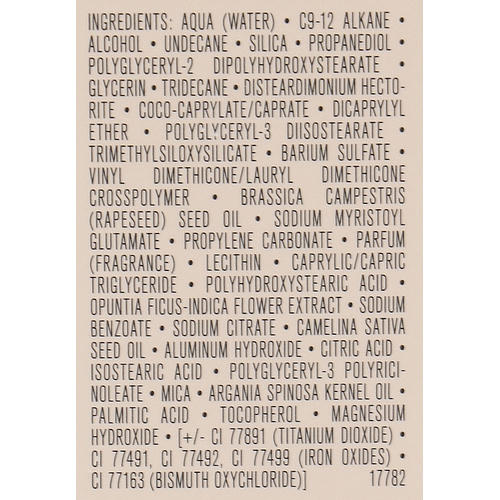 INGREDIENTS: AQUA (WATER) • C9-12 ALKANE •
ALCOHOL • UNDECANE • SILICA • PROPANEDIOL •
POLYGLYCERYL-2 DIPOLYHYDROXYSTEARATE •
GLYCERIN • TRIDECANE • DISTEARDIMONIUM HECTO-
RITE • COCO-CAPRYLATE/CAPRATE • DICAPRYLYL
ETHER • POLYGLYCERYL-3 DIISOSTEARATE •
TRIMETHYLSILOXYSILICATE • BARIUM SULFATE •
VINYL DIMETHICONE/LAURYL DIMETHICONE
CROSSPOLYMER • BRASSICA CAMPESTRIS
(RAPESEED) SEED OIL • SODIUM MYRISTOYL
GLUTAMATE • PROPYLENE CARBONATE • PARFUM
(FRAGRANCE) • LECITHIN • CAPRYLIC/CAPRIC
TRIGLYCERIDE • POLYHYDROXYSTEARIC ACID •
OPUNTIA FICUS-INDICA FLOWER EXTRACT • SODIUM
BENZOATE • SODIUM CITRATE • CAMELINA SATIVA
SEED OIL • ALUMINUM HYDROXIDE • CITRIC ACID •
ISOSTEARIC ACID • POLYGLYCERYL-3 POLYRICI-
NOLEATE • MICA • ARGANIA SPINOSA KERNEL OIL •
PALMITIC ACID • TOCOPHEROL • MAGNESIUM
HYDROXIDE • [+/- CI 77891 (TITANIUM DIOXIDE) •
CI 77491, CI 77492, CI 77499 (IRON OXIDES) •
CI 77163 (BISMUTH OXYCHLORIDE)] 17782